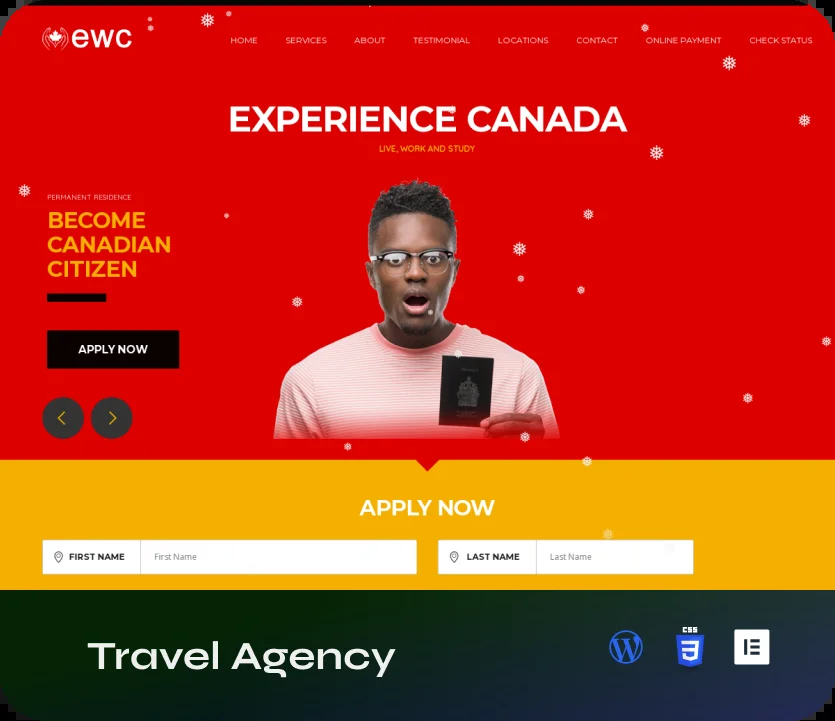 ewc
HOME SERVICES ABOUT TESTIMONIAL LOCATIONS CONTACT ONLINE PAYMENT CHECK STATUS
EXPERIENCE CANADA
LIVE, WORK AND STUDY
PERMANENT RESIDENCE
BECOME
CANADIAN
CITIZEN
APPLY NOW
APPLY NOW
FIRST NAME First Name LAST NAME Last Name
Travel Agency
CSS